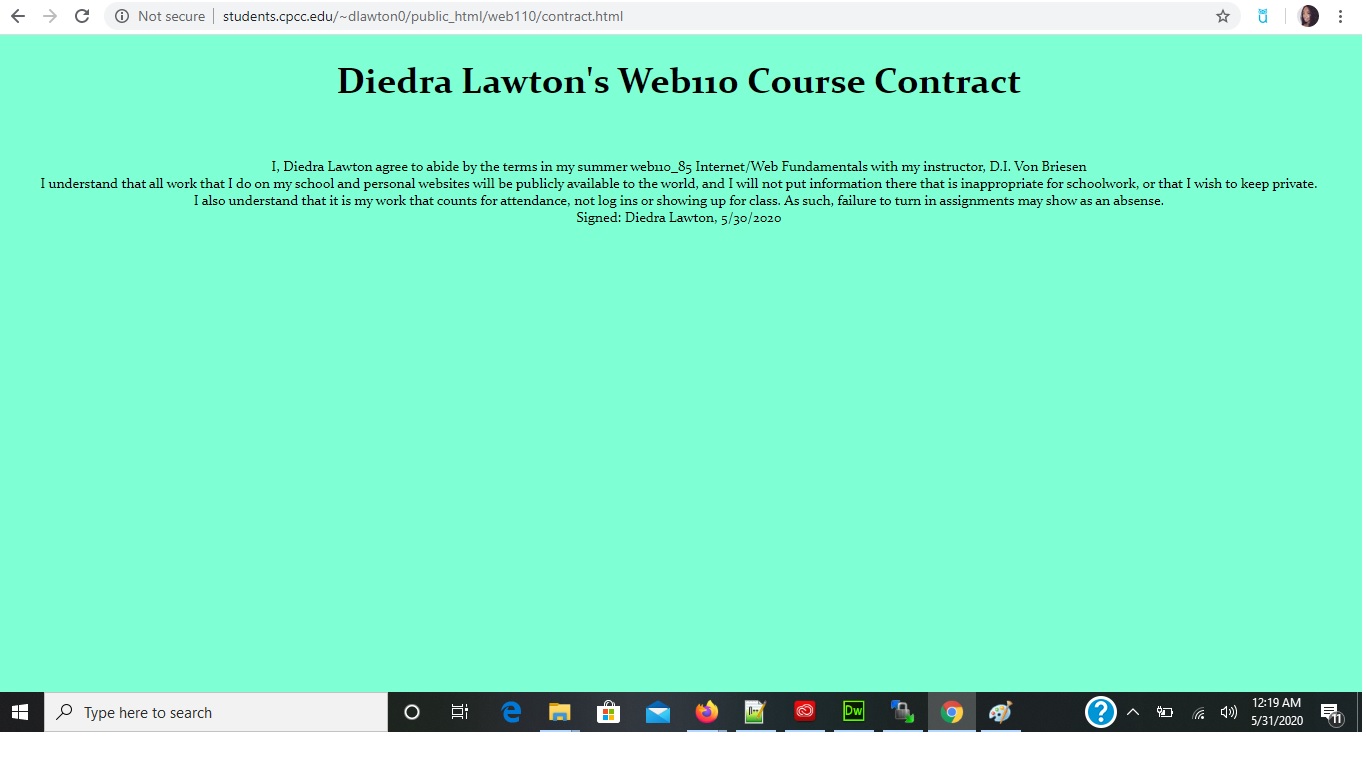 Not secure
students.cpcc.edu/~dlawton0/public_html/web110/contract.html
Diedra Lawton's Web110 Course Contract
I, Diedra Lawton agree to abide by the terms in my summer web110_85 Internet/Web Fundamentals with my instructor, D.I. Von Briesen
I understand that all work that I do on my school and personal websites will be publicly available to the world, and I will not put information there that is inappropriate for schoolwork, or that I wish to keep private.
I also understand that it is my work that counts for attendance, not log ins or showing up for class. As such, failure to turn in assignments may show as an absense.
Signed: Diedra Lawton, 5/30/2020
Type here to search
Dw
12:19 AM
5/31/2020
11